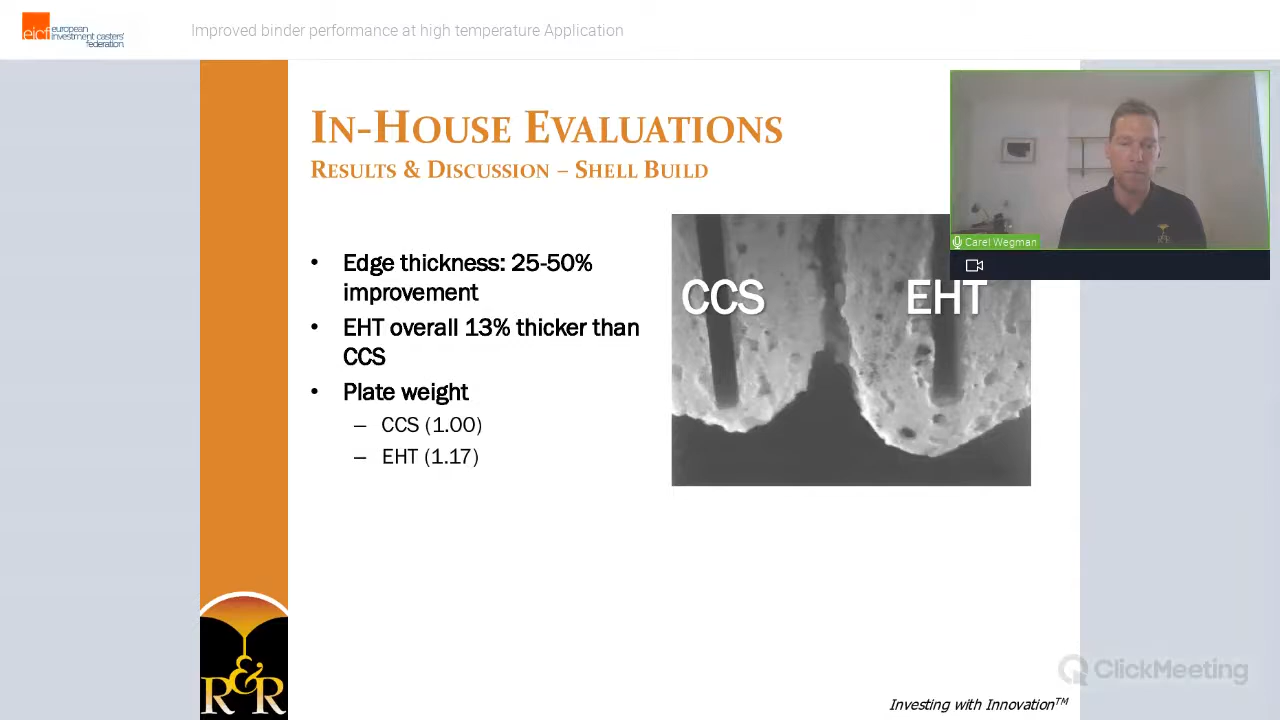 eicf european investment casters' federation.
Improved binder performance at high temperature Application
IN-HOUSE EVALUATIONS
RESULTS & DISCUSSION – SHELL BUILD
• Edge thickness: 25-50%
improvement
• EHT overall 13% thicker than
CCS
• Plate weight
– CCS (1.00)
– EHT (1.17)
CCS
EHT
Carel Wegman
R&R
ClickMeeting
Investing with Innovation™